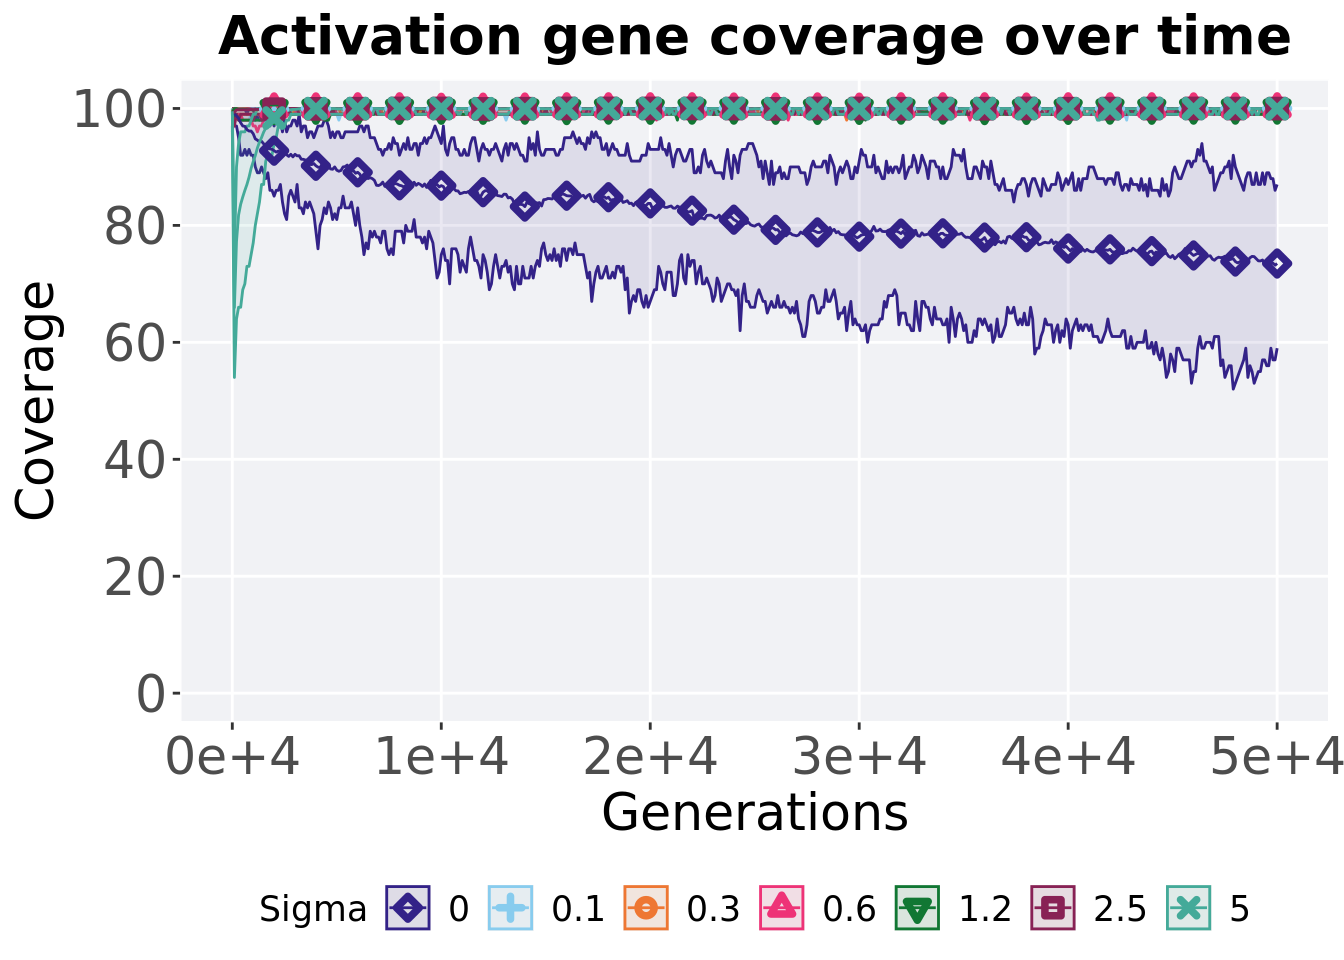 Activation gene coverage over time
Coverage
100
80
60
40
20
0
0e+4 1e+4 2e+4 3e+4 4e+4 5e+4
Generations
Sigma 0 0.1 0.3 0.6 1.2 2.5 5